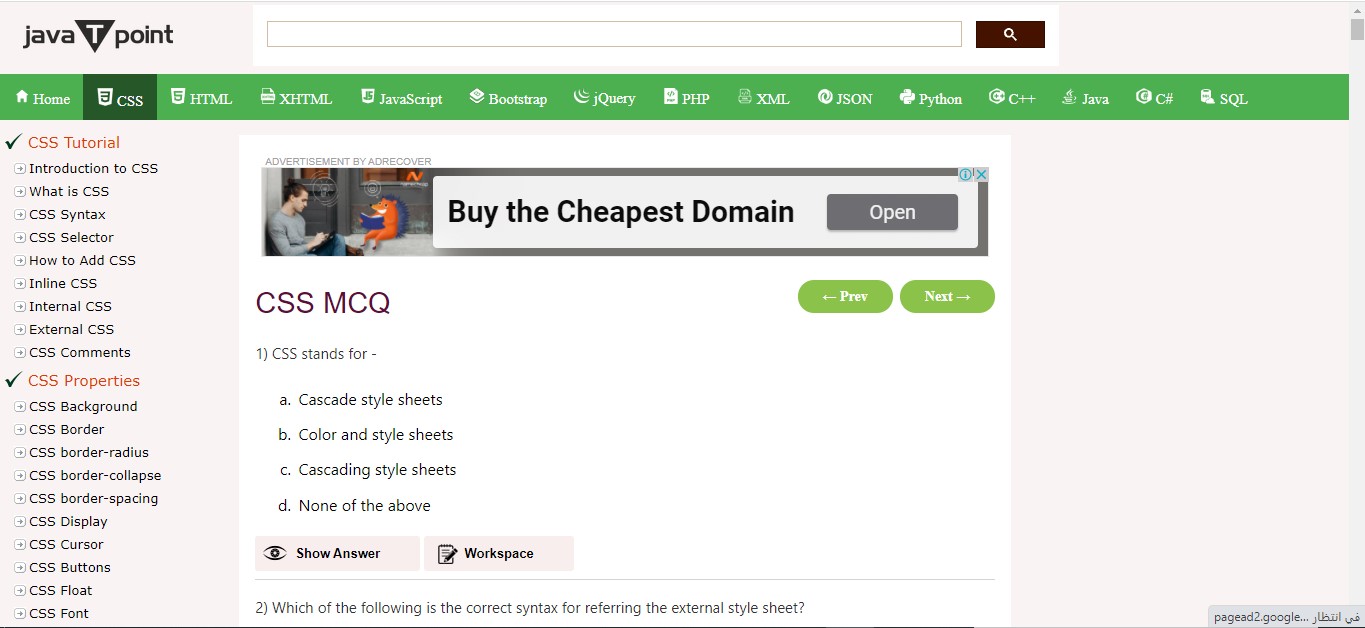 java T point
Home CSS HTML XHTML JavaScript Bootstrap jQuery PHP XML JSON Python C++ Java C# SQL
CSS Tutorial
Introduction to CSS
What is CSS
CSS Syntax
CSS Selector
How to Add CSS
Inline CSS
Internal CSS
External CSS
CSS Comments
CSS Properties
CSS Background
CSS Border
CSS border-radius
CSS border-collapse
CSS border-spacing
CSS Display
CSS Cursor
CSS Buttons
CSS Float
CSS Font
ADVERTISEMENT BY ADRECOVER
Buy the Cheapest Domain
Open
CSS MCQ
← Prev Next →
1) CSS stands for -
a. Cascade style sheets
b. Color and style sheets
c. Cascading style sheets
d. None of the above
Show Answer Workspace
2) Which of the following is the correct syntax for referring the external style sheet?
في انتظار pagead2.google...